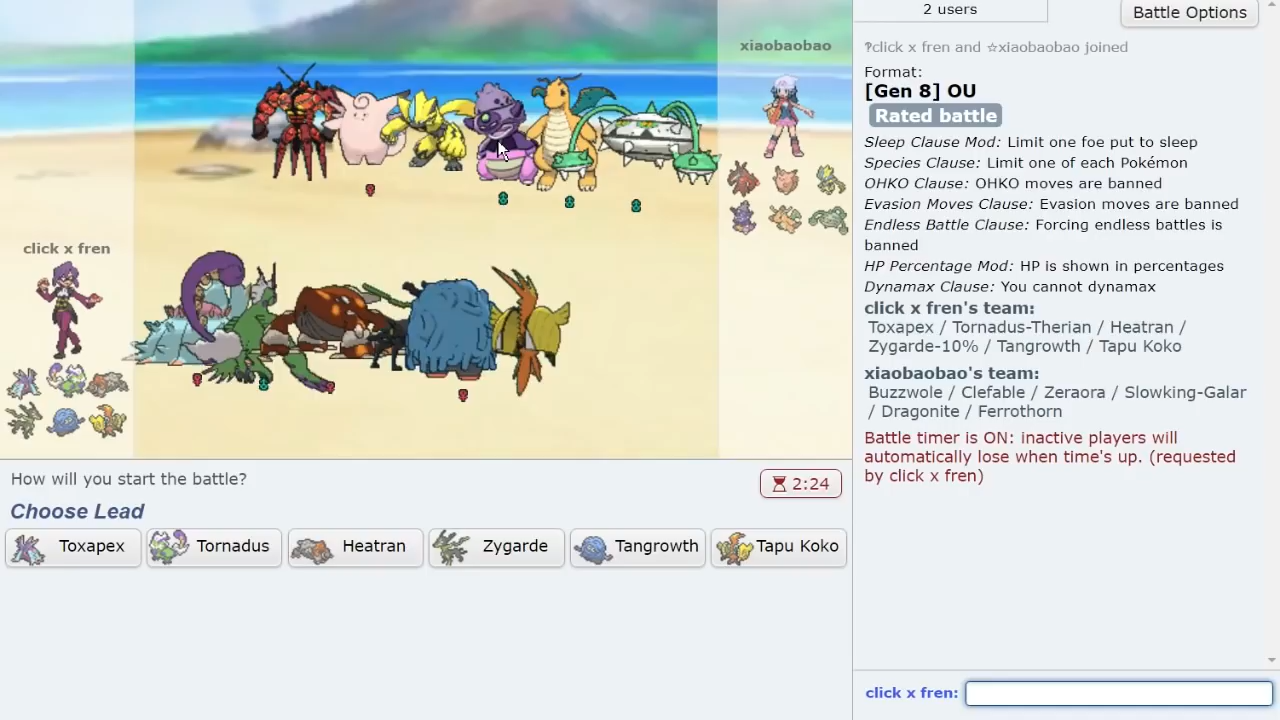 2 users
Battle Options
xiaobaobao
click x fren
‽click x fren and ☆xiaobaobao joined
Format:
[Gen 8] OU
Rated battle
Sleep Clause Mod: Limit one foe put to sleep
Species Clause: Limit one of each Pokémon
OHKO Clause: OHKO moves are banned
Evasion Moves Clause: Evasion moves are banned
Endless Battle Clause: Forcing endless battles is
banned
HP Percentage Mod: HP is shown in percentages
Dynamax Clause: You cannot dynamax
click x fren's team:
Toxapex / Tornadus-Therian / Heatran /
Zygarde-10% / Tangrowth / Tapu Koko
xiaobaobao's team:
Buzzwole / Clefable / Zeraora / Slowking-Galar
/ Dragonite / Ferrothorn
Battle timer is ON: inactive players will
automatically lose when time's up. (requested
by click x fren)
How will you start the battle?
2:24
Choose Lead
Toxapex
Tornadus
Heatran
Zygarde
Tangrowth
Tapu Koko
click x fren: